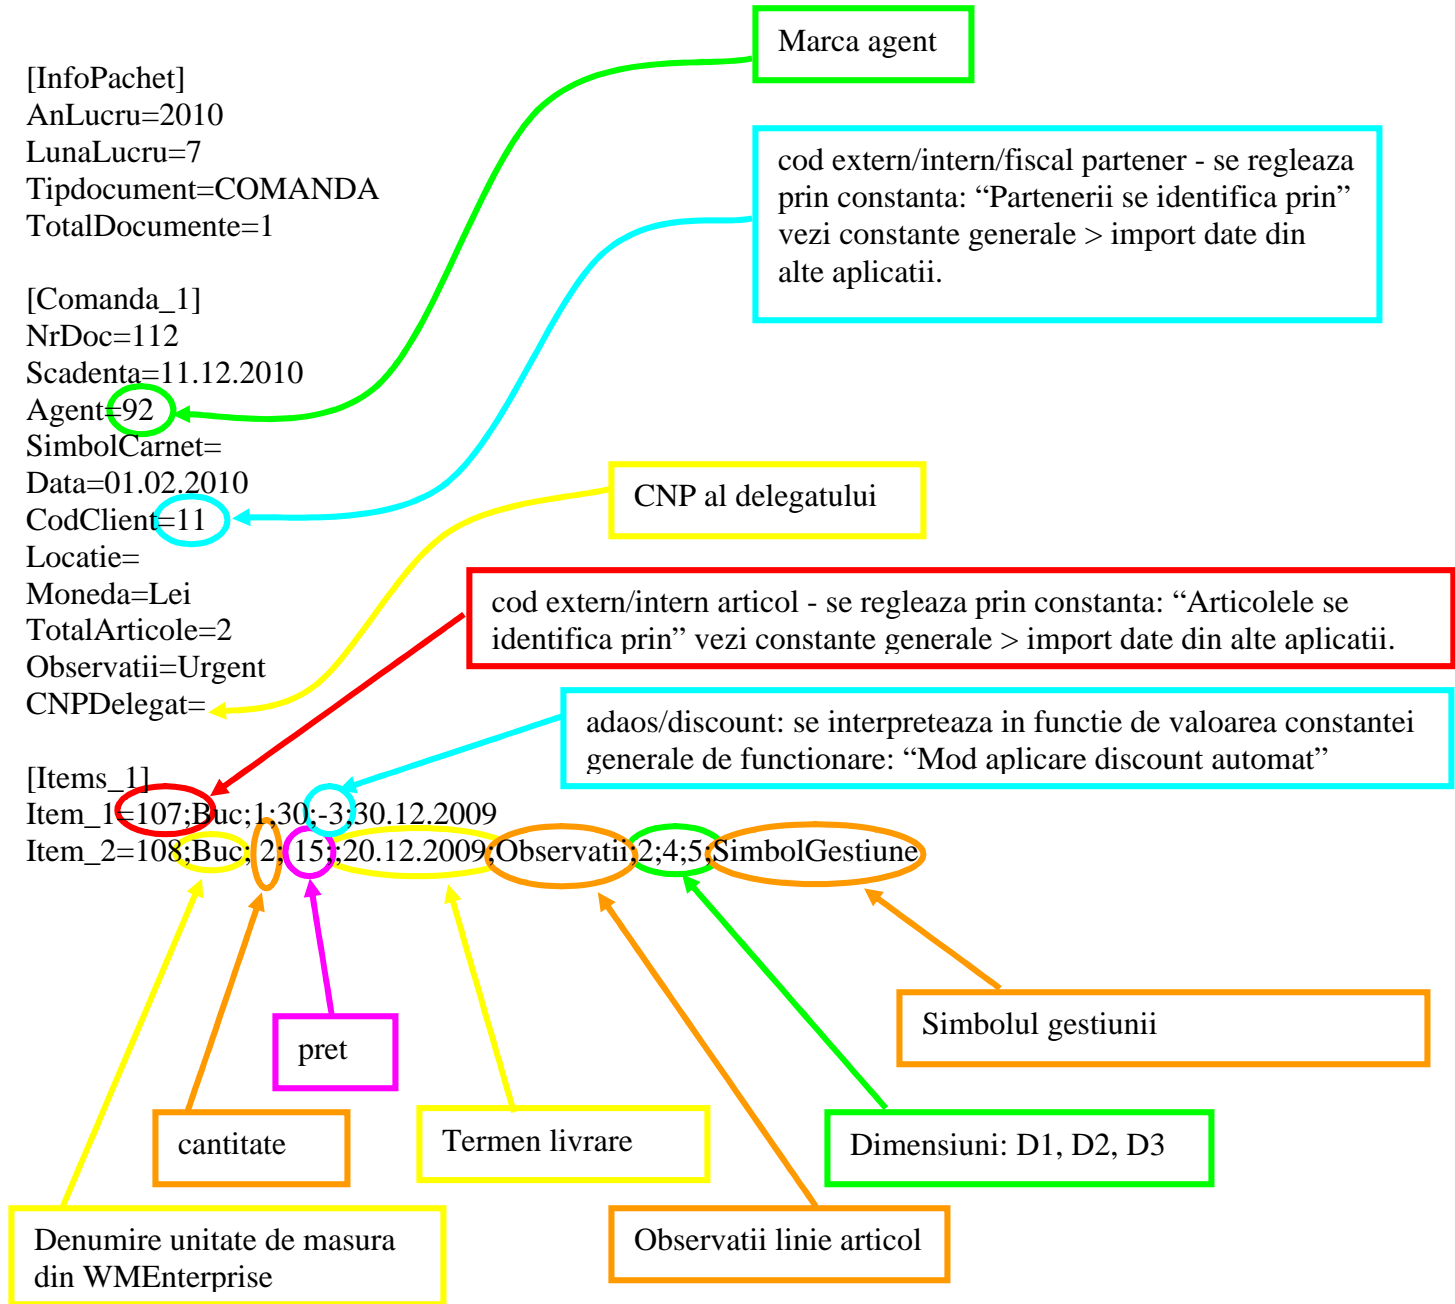 Marca agent
[InfoPachet]
AnLucru=2010
LunaLucru=7
Tipdocument=COMANDA
TotalDocumente=1
cod extern/intern/fiscal partener - se regleaza
prin constanta: “Partenerii se identifica prin”
vezi constante generale > import date din
alte aplicatii.
[Comanda_1]
NrDoc=112
Scadenta=11.12.2010
Agent=92
SimbolCarnet=
Data=01.02.2010
CodClient=11
Locatie=
Moneda=Lei
TotalArticole=2
Observatii=Urgent
CNPDelegat=
CNP al delegatului
cod extern/intern articol - se regleaza prin constanta: “Articolele se
identifica prin” vezi constante generale > import date din alte aplicatii.
adaos/discount: se interpreteaza in functie de valoarea constantei
generale de functionare: “Mod aplicare discount automat”
[Items_1]
Item_1=107;Buc;1;30;-3;30.12.2009
Item_2=108;Buc; 2; 15;;20.12.2009;Observatii;2;4;5;SimbolGestiune
Simbolul gestiunii
pret
cantitate
Termen livrare
Dimensiuni: D1, D2, D3
Denumire unitate de masura
din WMEnterprise
Observatii linie articol